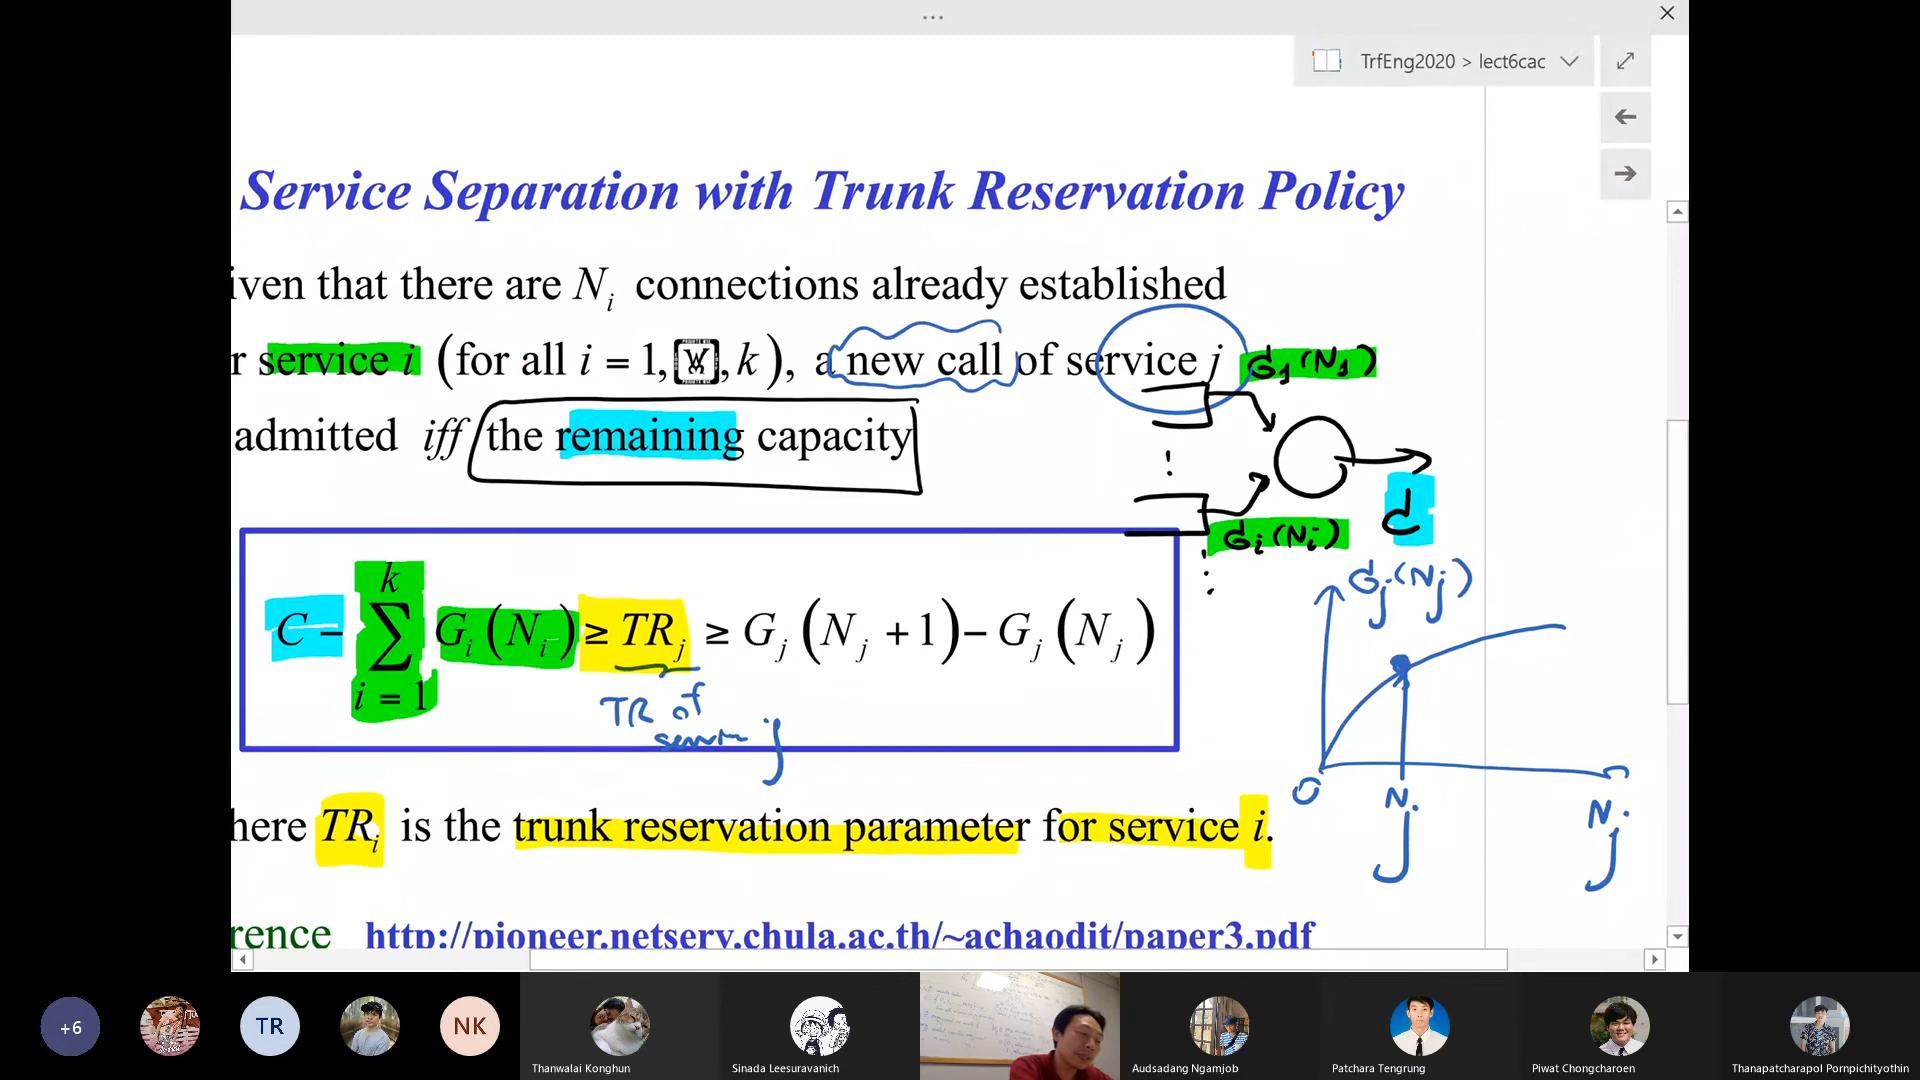 TrfEng2020 > lect6cac
Service Separation with Trunk Reservation Policy
iven that there are N_i connections already established
r service i (for all i = 1, , k), a new call of service j
G_1(N_1)
admitted iff the remaining capacity
C
G_i(N_i)
C − \sum_{i = 1}^{k} G_i (N_i) ≥ TR_j ≥ G_j (N_j + 1) − G_j (N_j)
TR of
service j
G_j(N_j)
O N_j N_j
here TR_i is the trunk reservation parameter for service i.
rence http://pioneer.netserv.chula.ac.th/~achaodit/paper3.pdf
+6 TR NK
Thanwalai Konghun
Sinada Leesuravanich
Audsadang Ngamjob
Patchara Tengrung
Piwat Chongcharoen
Thanapatcharapol Pornpichityothin